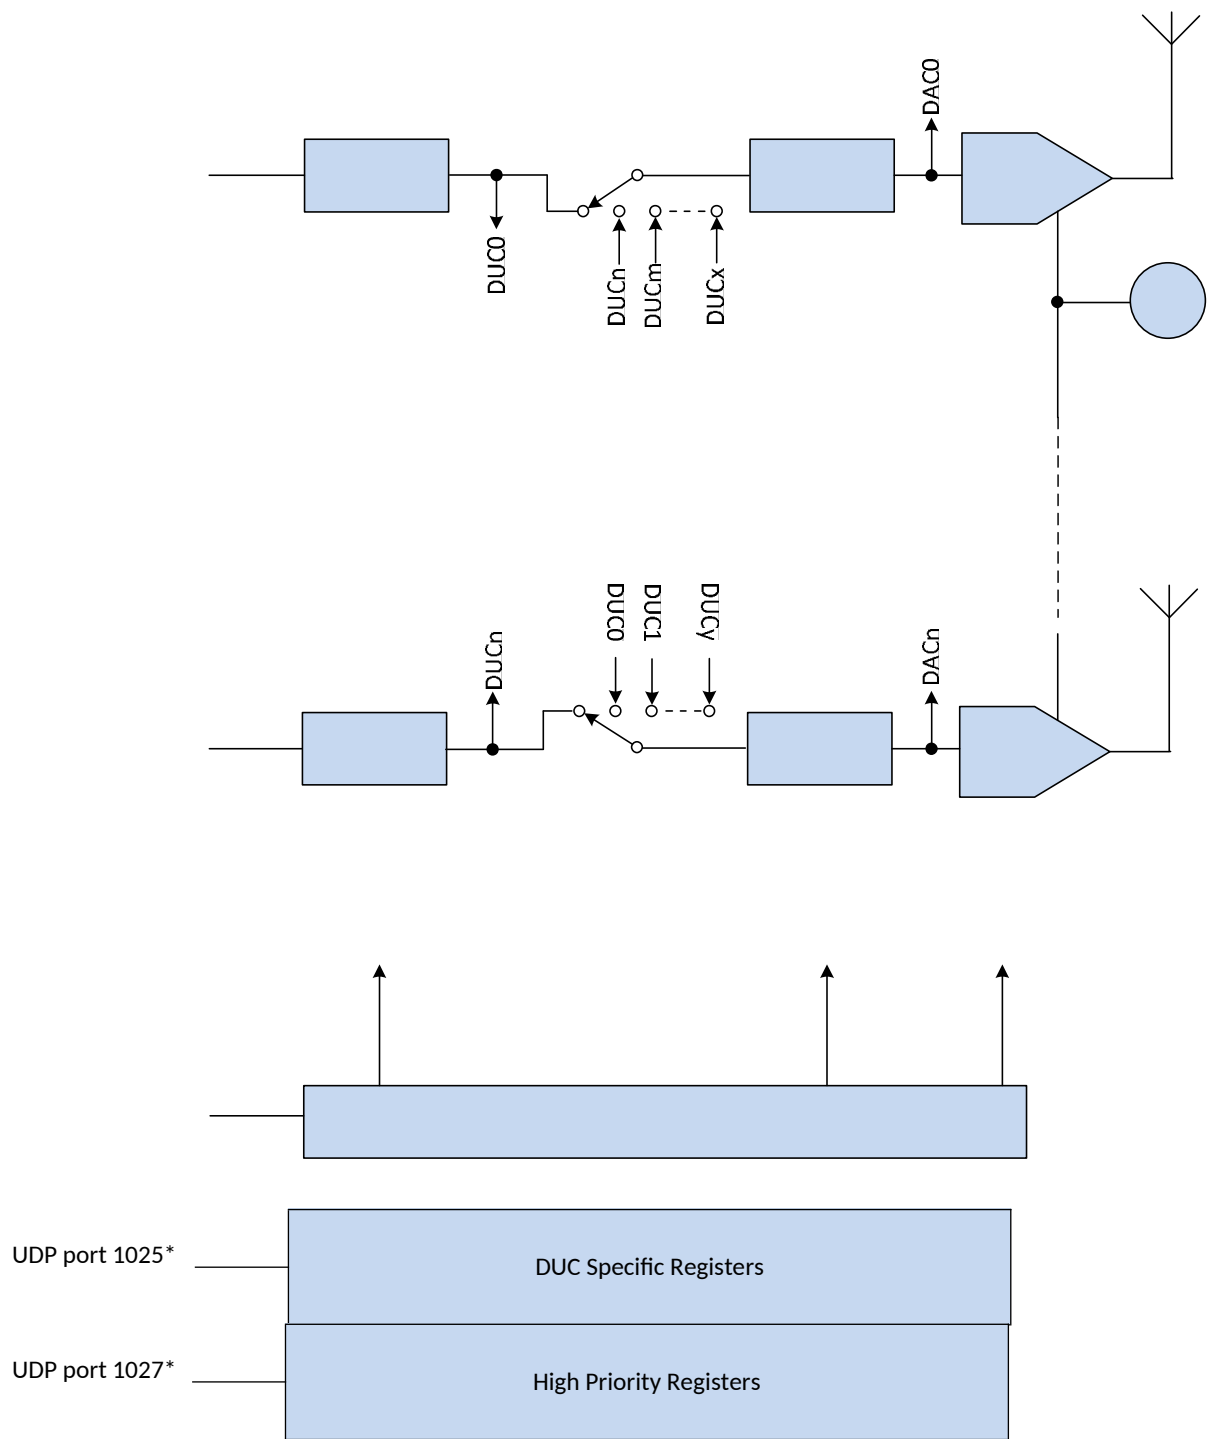 DAC0
DUC0
DUCn
DUCm
DUCx
DUC0
DUC1
DUCy
DUCn
DACn
UDP port 1025*
DUC Specific Registers
UDP port 1027*
High Priority Registers